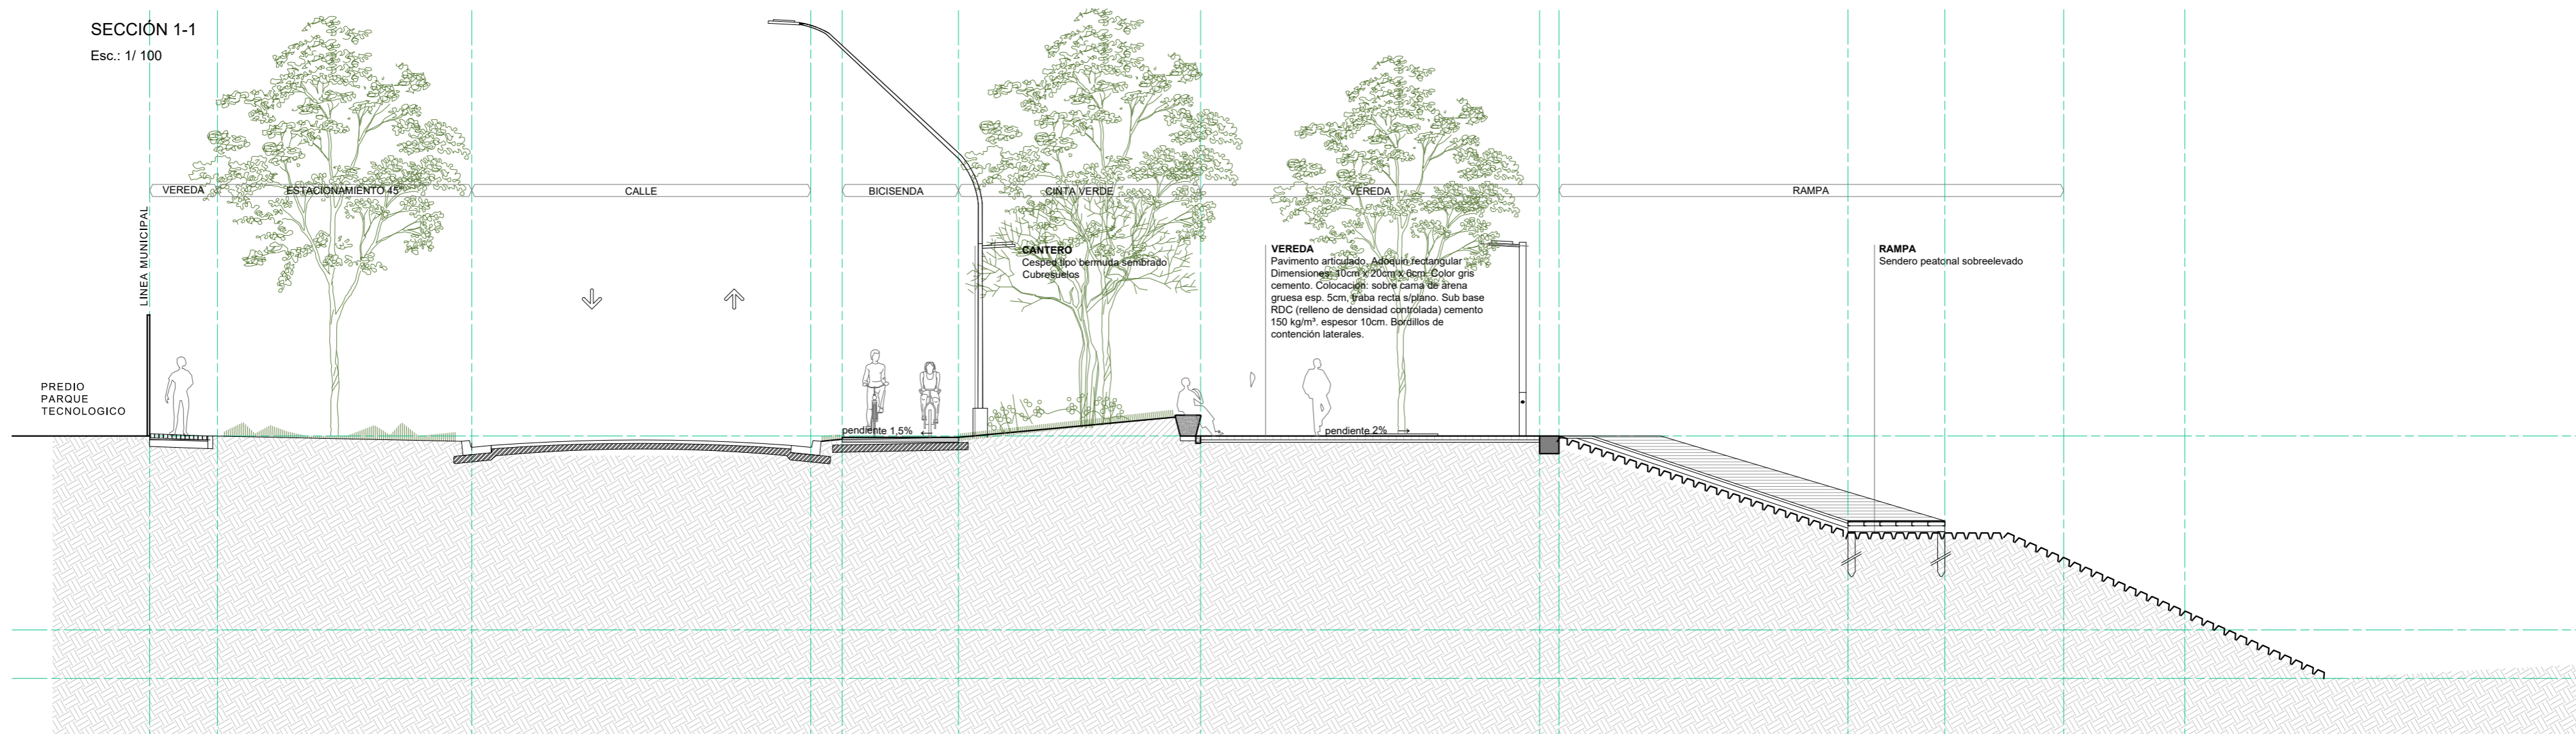 SECCIÓN 1-1
Esc.: 1/ 100
VEREDA
ESTACIONAMIENTO 45°
CALLE
BICISENDA
CINTA VERDE
VEREDA
RAMPA
LINEA MUNICIPAL
CANTERO
Cesped tipo bermuda sembrado
Cubresuelos
VEREDA
Pavimento articulado. Adoquin rectangular
Dimensiones: 10cm x 20cm x 6cm. Color gris
cemento. Colocación: sobre cama de arena
gruesa esp. 5cm, traba recta s/plano. Sub base
RDC (relleno de densidad controlada) cemento
150 kg/m³. espesor 10cm. Bordillos de
contención laterales.
RAMPA
Sendero peatonal sobreelevado
PREDIO
PARQUE
TECNOLOGICO
pendiente 1,5%
pendiente 2%